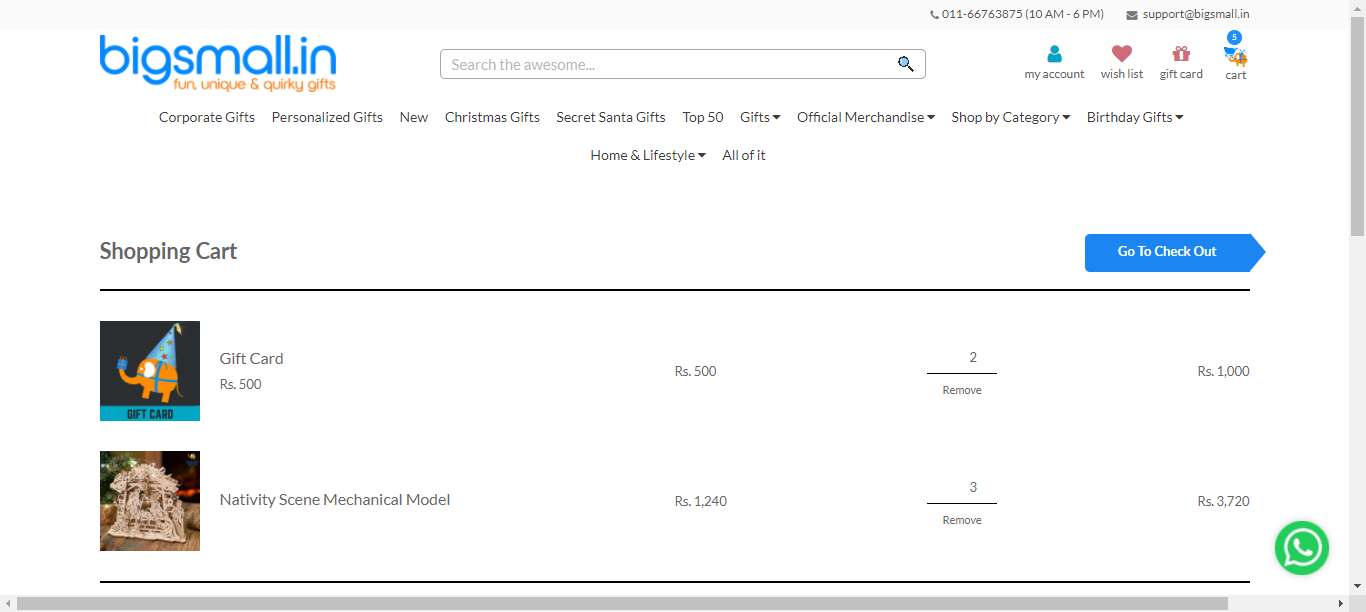 011-66763875 (10 AM - 6 PM) support@bigsmall.in
bigsmall.in
fun, unique & quirky gifts
Search the awesome...
5
my account wish list gift card cart
Corporate Gifts Personalized Gifts New Christmas Gifts Secret Santa Gifts Top 50 Gifts Official Merchandise Shop by Category Birthday Gifts
Home & Lifestyle All of it
Shopping Cart Go To Check Out
GIFT CARD
Gift Card
Rs. 500
Rs. 500
2
Remove
Rs. 1,000
Nativity Scene Mechanical Model
Rs. 1,240
3
Remove
Rs. 3,720